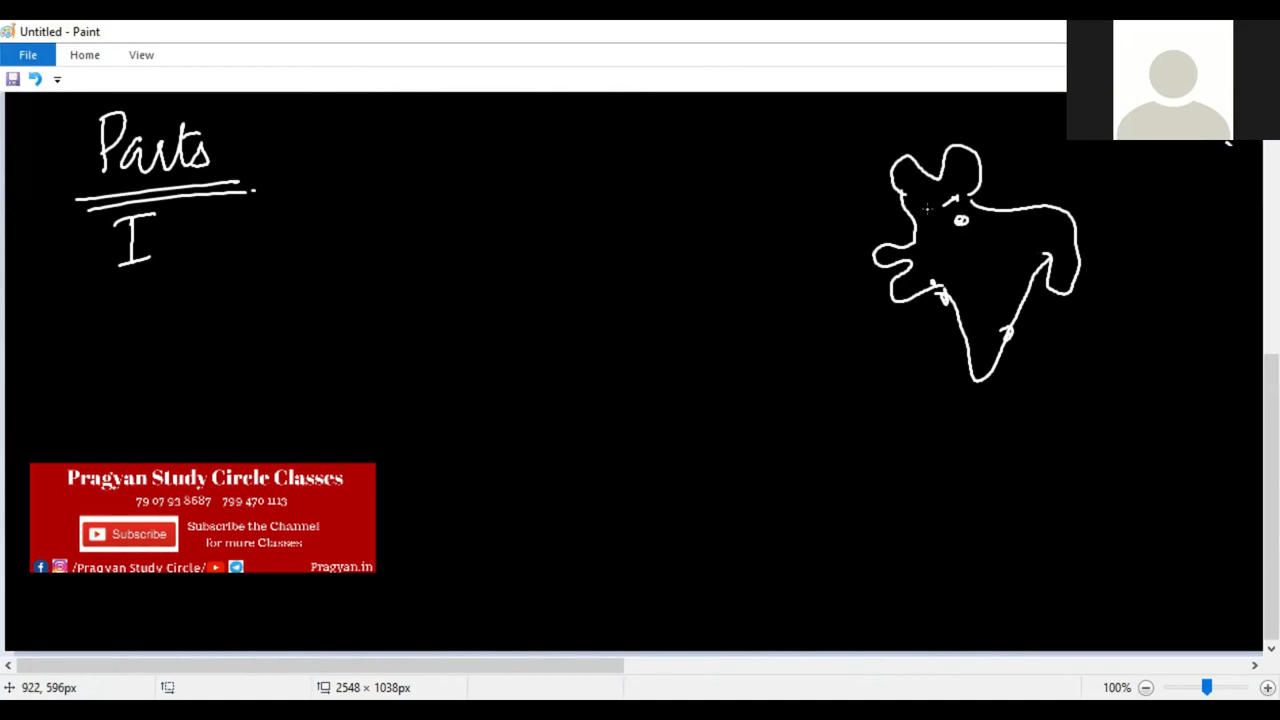 Untitled - Paint
File Home View
Parts
I
Pragyan Study Circle Classes
79 07 93 8687 799 470 1113
Subscribe
Subscribe the Channel
for more Classes
/Pragyan Study Circle/
Pragyan.in
922, 596px
2548 × 1038px
100%